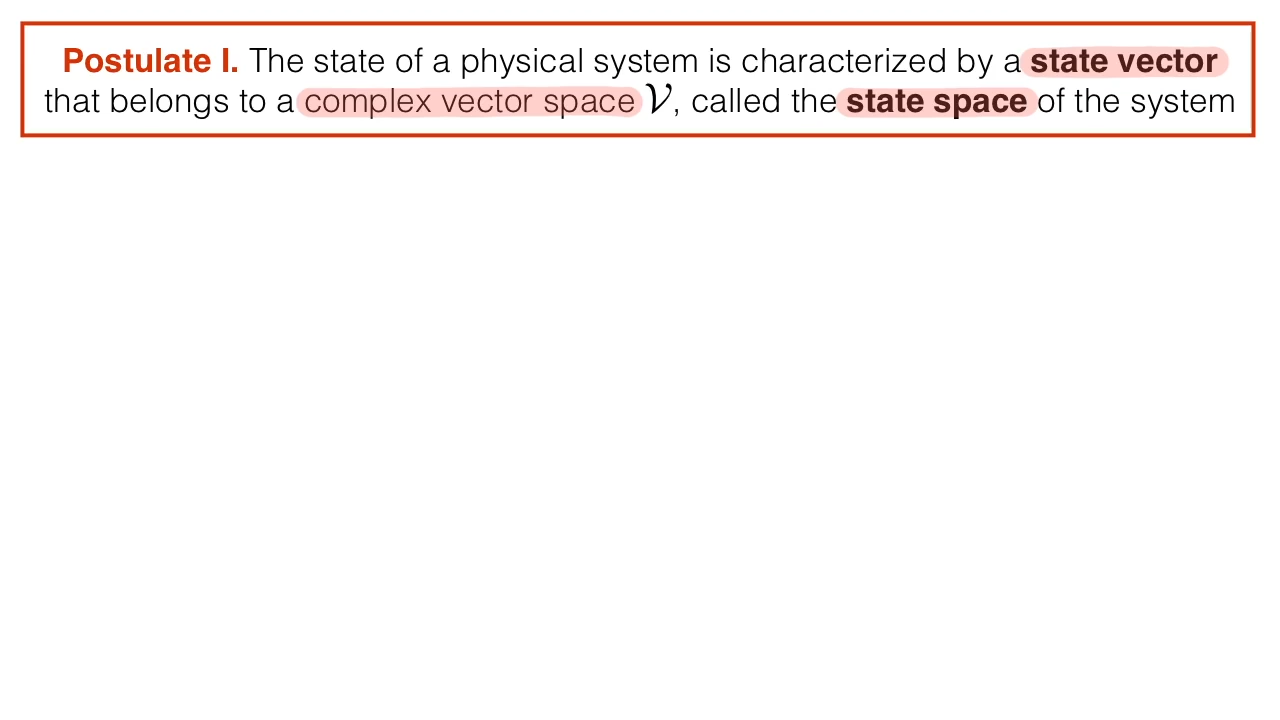 Postulate I. The state of a physical system is characterized by a state vector
that belongs to a complex vector space 𝒱, called the state space of the system